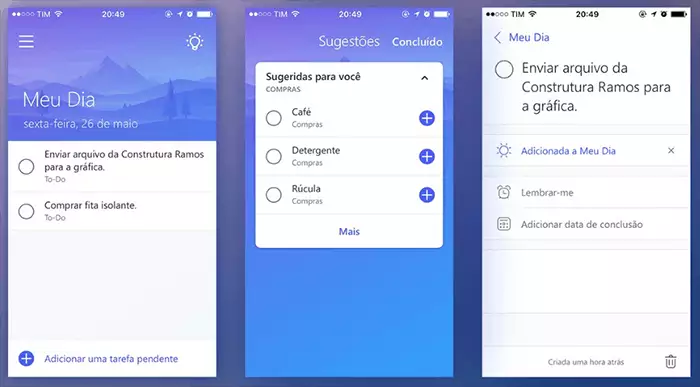 TIM 20:49
Meu Dia
sexta-feira, 26 de maio
Enviar arquivo da Construtura Ramos
para a gráfica.
To-Do
Comprar fita isolante.
To-Do
Adicionar uma tarefa pendente
TIM 20:49
Sugestões Concluído
Sugeridas para você
COMPRAS
Café
Compras
Detergente
Compras
Rúcula
Compras
Mais
TIM 20:49
Meu Dia
Enviar arquivo da
Construtura Ramos para
a gráfica.
Adicionada a Meu Dia
Lembrar-me
Adicionar data de conclusão
Criada uma hora atrás